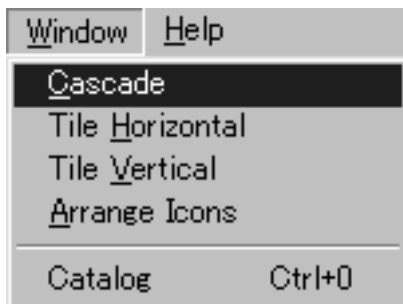 Window Help
Cascade
Tile Horizontal
Tile Vertical
Arrange Icons
Catalog Ctrl+0